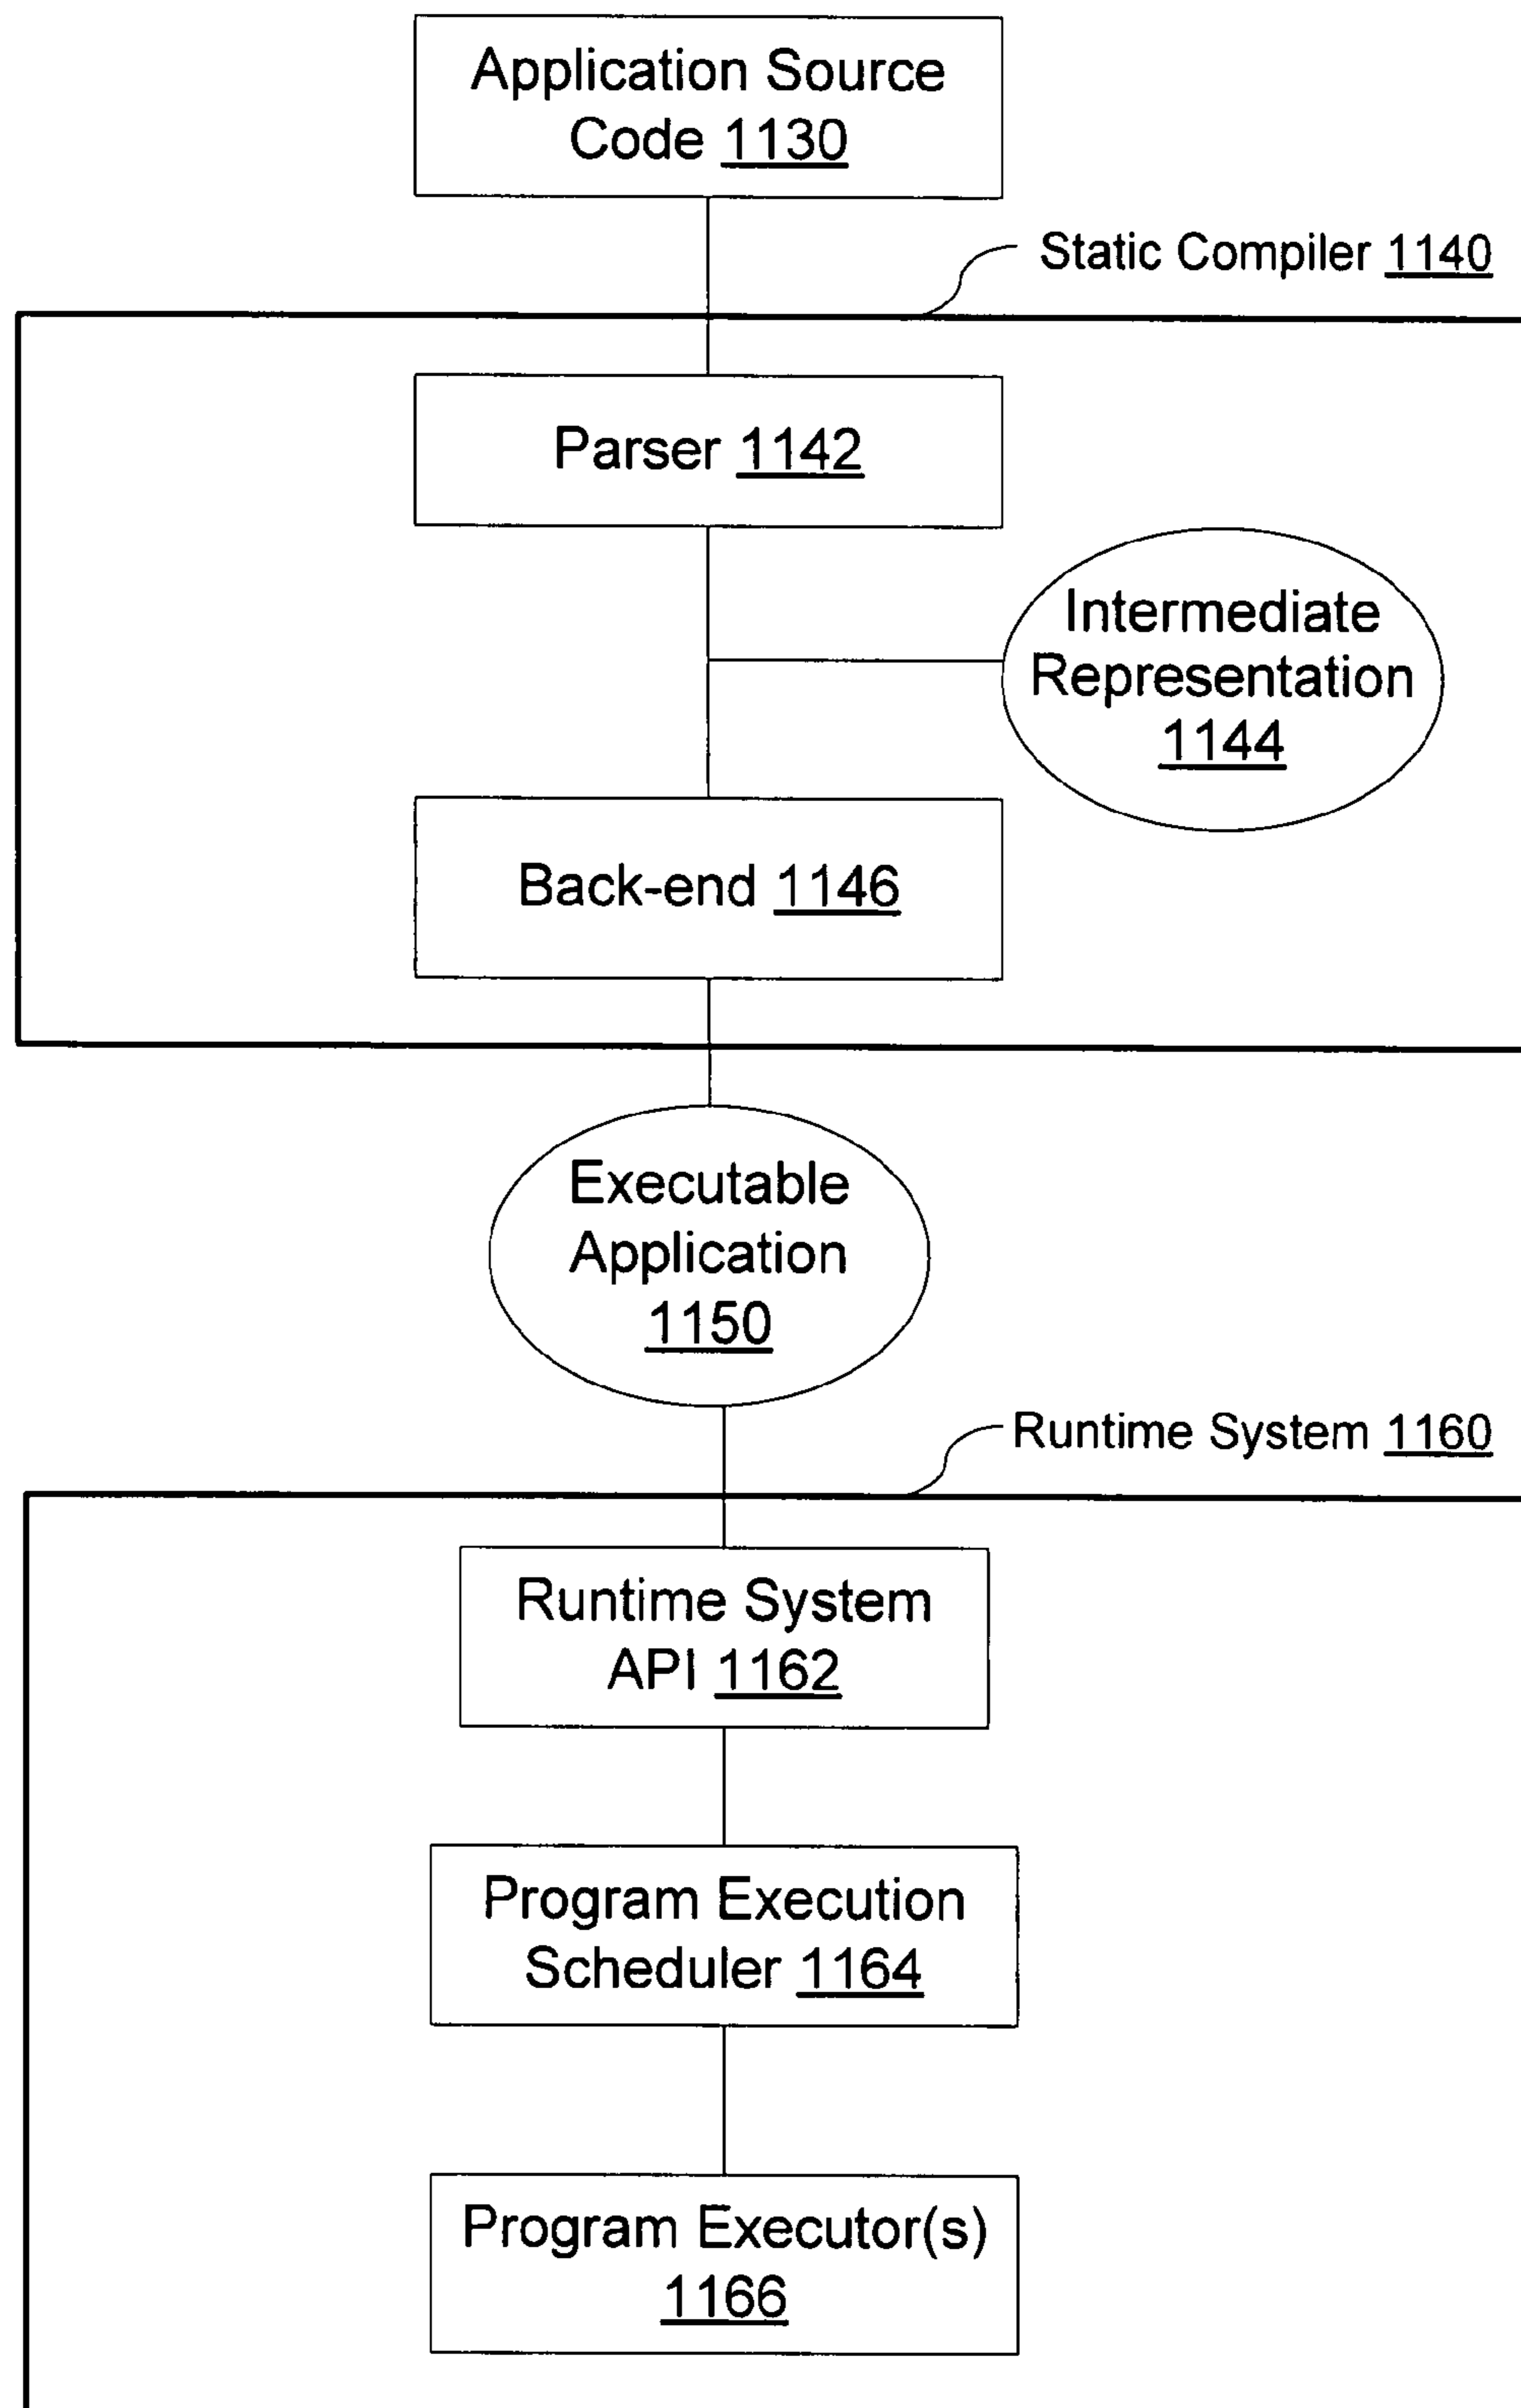 Application Source
Code 1130
Static Compiler 1140
Parser 1142
Intermediate
Representation
1144
Back-end 1146
Executable
Application
1150
Runtime System 1160
Runtime System
API 1162
Program Execution
Scheduler 1164
Program Executor(s)
1166